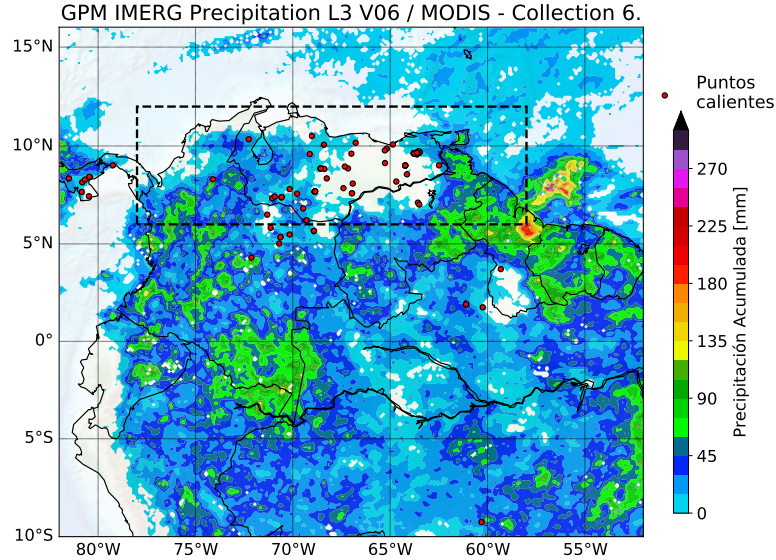 GPM IMERG Precipitation L3 V06 / MODIS - Collection 6.
15°N
10°N
5°N
0°
5°S
10°S
80°W
75°W
70°W
65°W
60°W
55°W
Puntos
calientes
270
225
180
135
90
45
0
Precipitación Acumulada [mm]